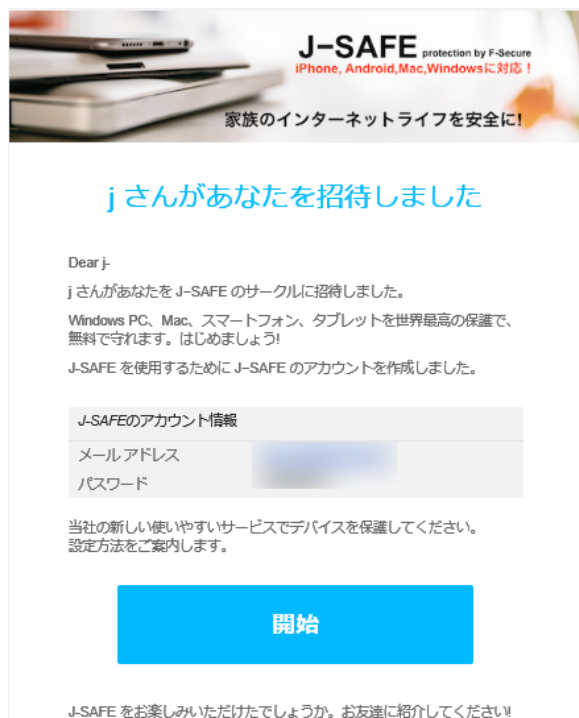 J-SAFE protection by F-Secure
iPhone, Android,Mac,Windowsに対応！
家族のインターネットライフを安全に!
j さんがあなたを招待しました
Dear j-
j さんがあなたを J-SAFE のサークルに招待しました。
Windows PC、Mac、スマートフォン、タブレットを世界最高の保護で、
無料で守れます。はじめましょう!
J-SAFE を使用するために J-SAFE のアカウントを作成しました。
J-SAFEのアカウント情報
メール アドレス
パスワード
当社の新しい使いやすいサービスでデバイスを保護してください。
設定方法をご案内します。
開始
J-SAFE をお楽しみいただけたでしょうか。お友達に紹介してください!